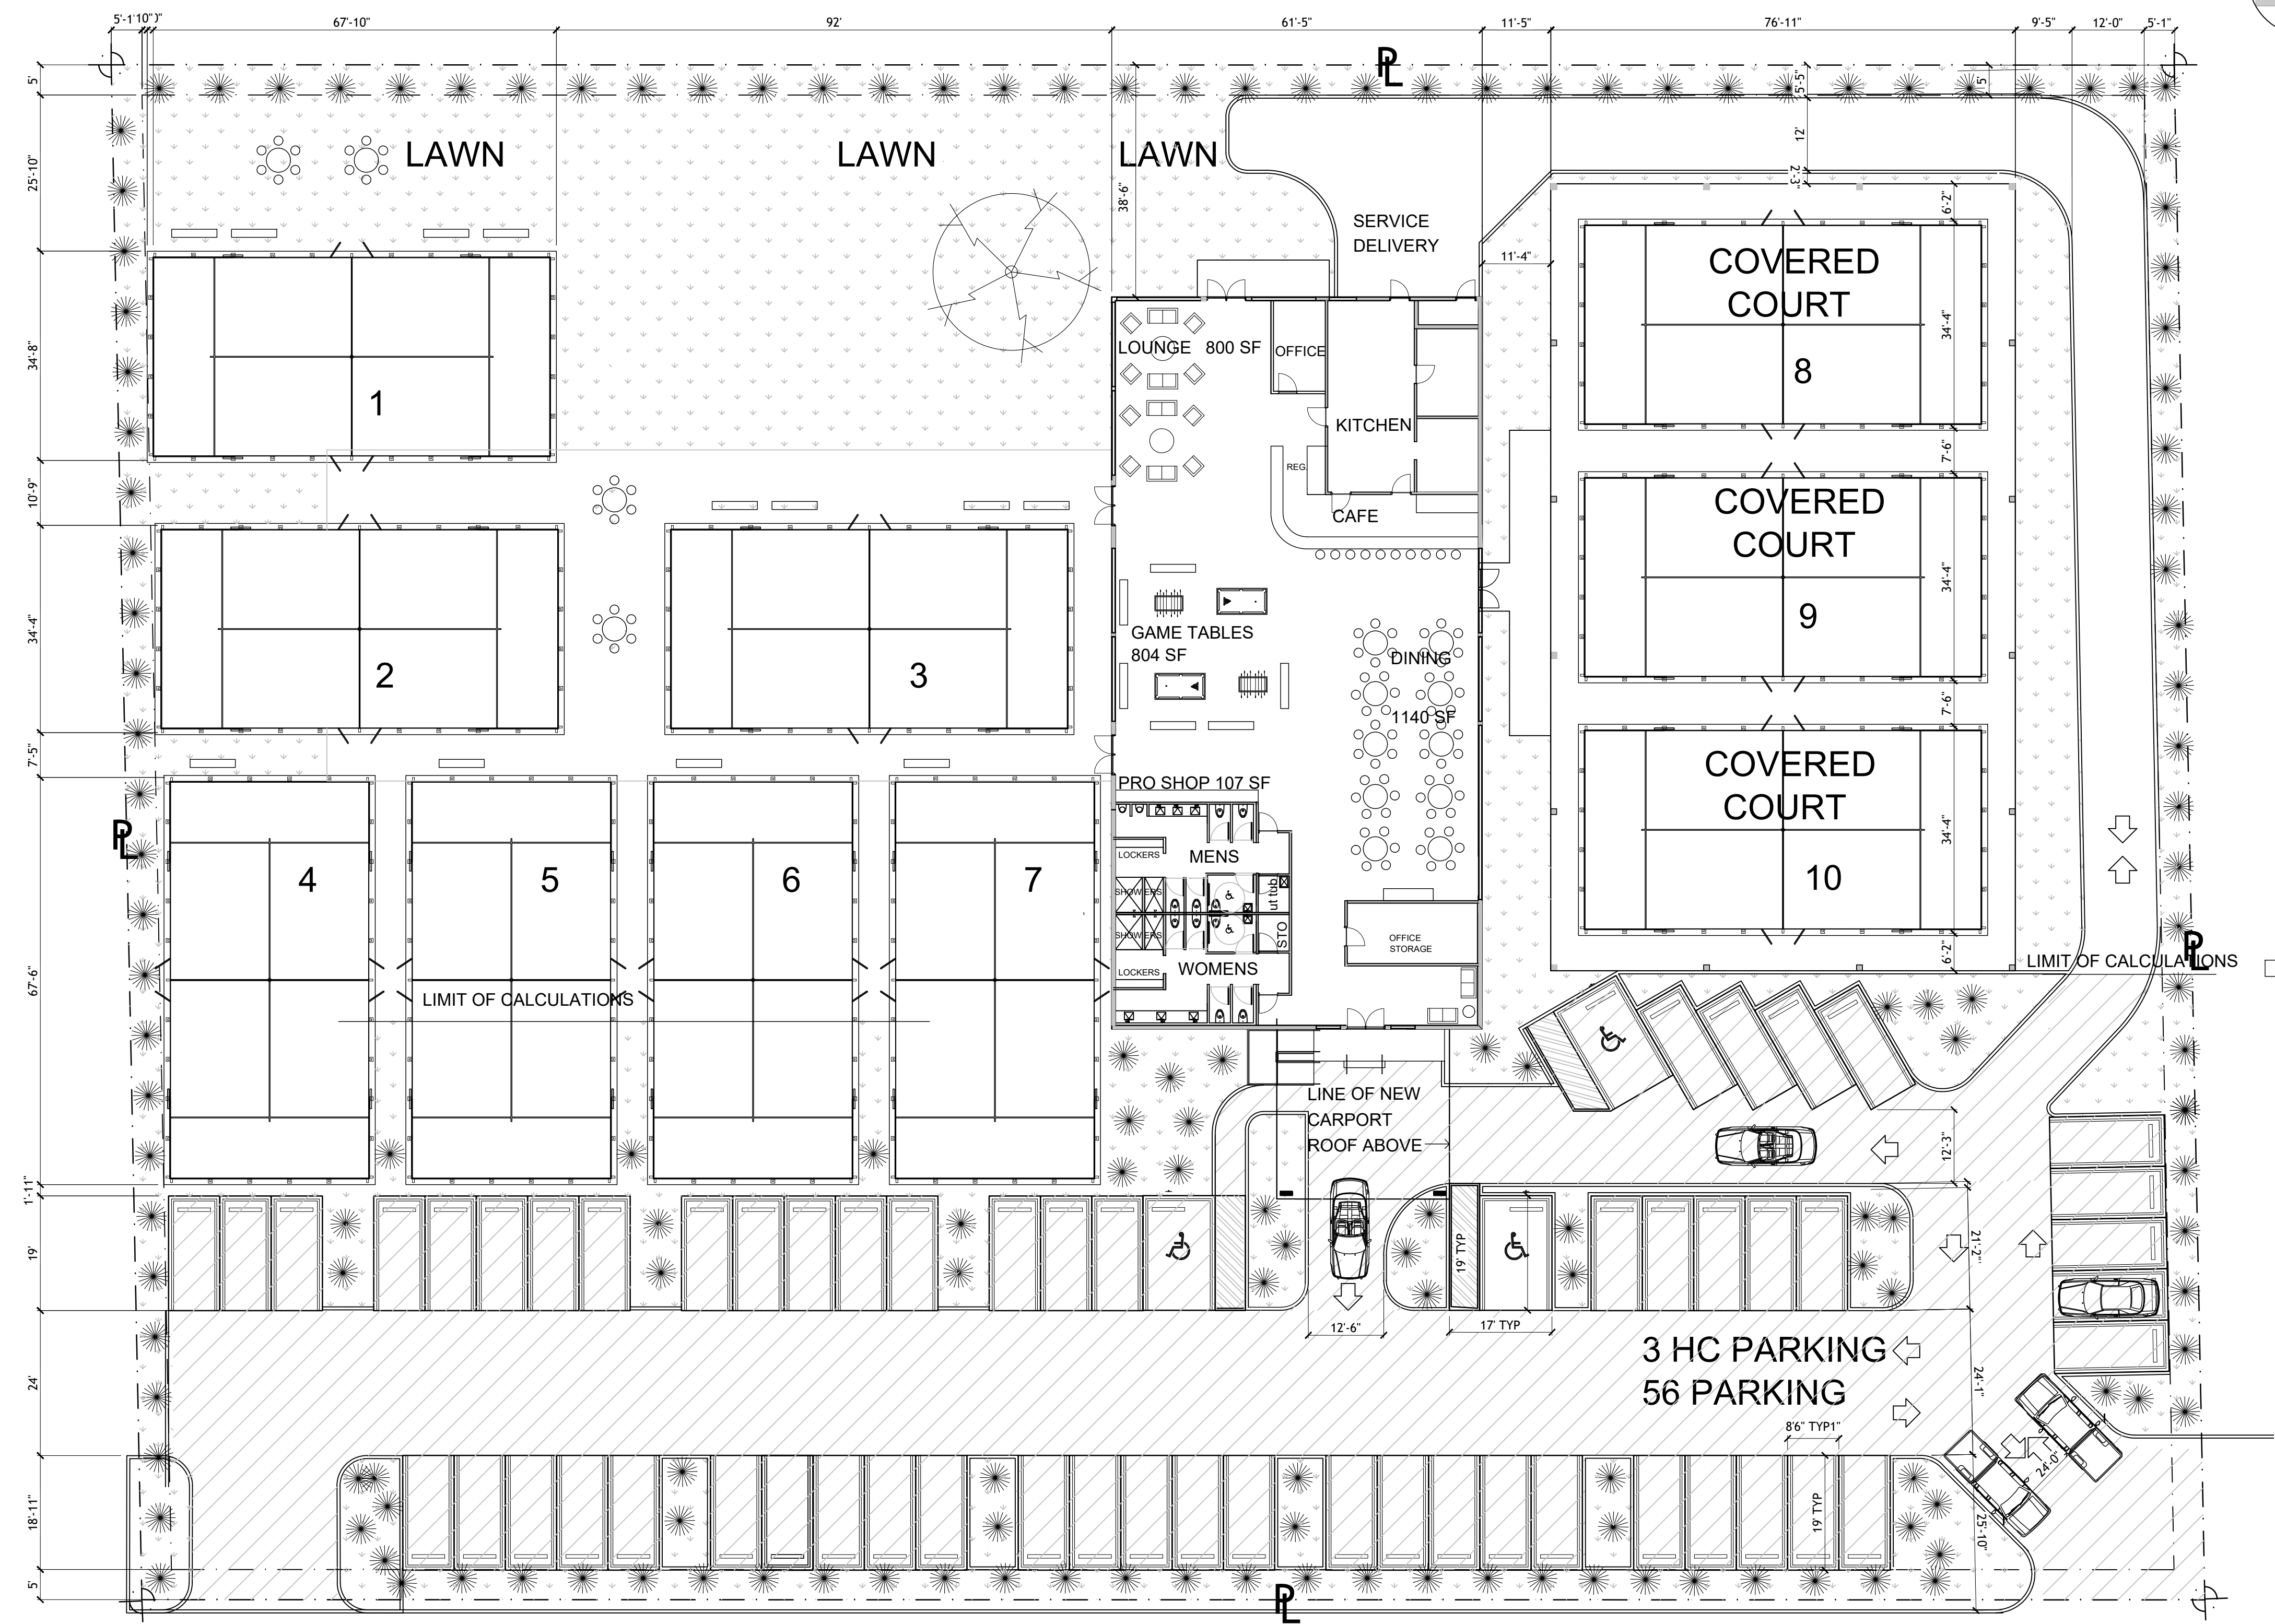 67'-10"
92'
61'-5"
11'-5"
76'-11"
9'-5"
12'-0"
5'-1"
PL
5'
5'-5"
5'
12'
2'-3"
25'-10"
LAWN
LAWN
LAWN
38'-6"
SERVICE
DELIVERY
11'-4"
6'-2"
COVERED
COURT
8
34'-4"
34'-8"
1
LOUNGE 800 SF
OFFICE
KITCHEN
REG.
CAFE
7'-6"
10'-9"
COVERED
COURT
9
34'-4"
34'-4"
2
3
GAME TABLES
804 SF
DINING
1140 SF
7'-6"
7'-5"
PRO SHOP 107 SF
COVERED
COURT
10
34'-4"
PL
4
5
6
7
LOCKERS
MENS
SHOWERS
ut tub
SHOWERS
STO
LOCKERS
WOMENS
OFFICE
STORAGE
6'-2"
PL
LIMIT OF CALCULATIONS
67'-6"
LIMIT OF CALCULATIONS
LINE OF NEW
CARPORT
ROOF ABOVE
12'-3"
1'-11"
19'
19' TYP
21'-2"
12'-6"
17' TYP
3 HC PARKING
56 PARKING
24'
24'-1"
8'6" TYP1"
24'-0"
18'-11"
19' TYP
25'-10"
5'
PL